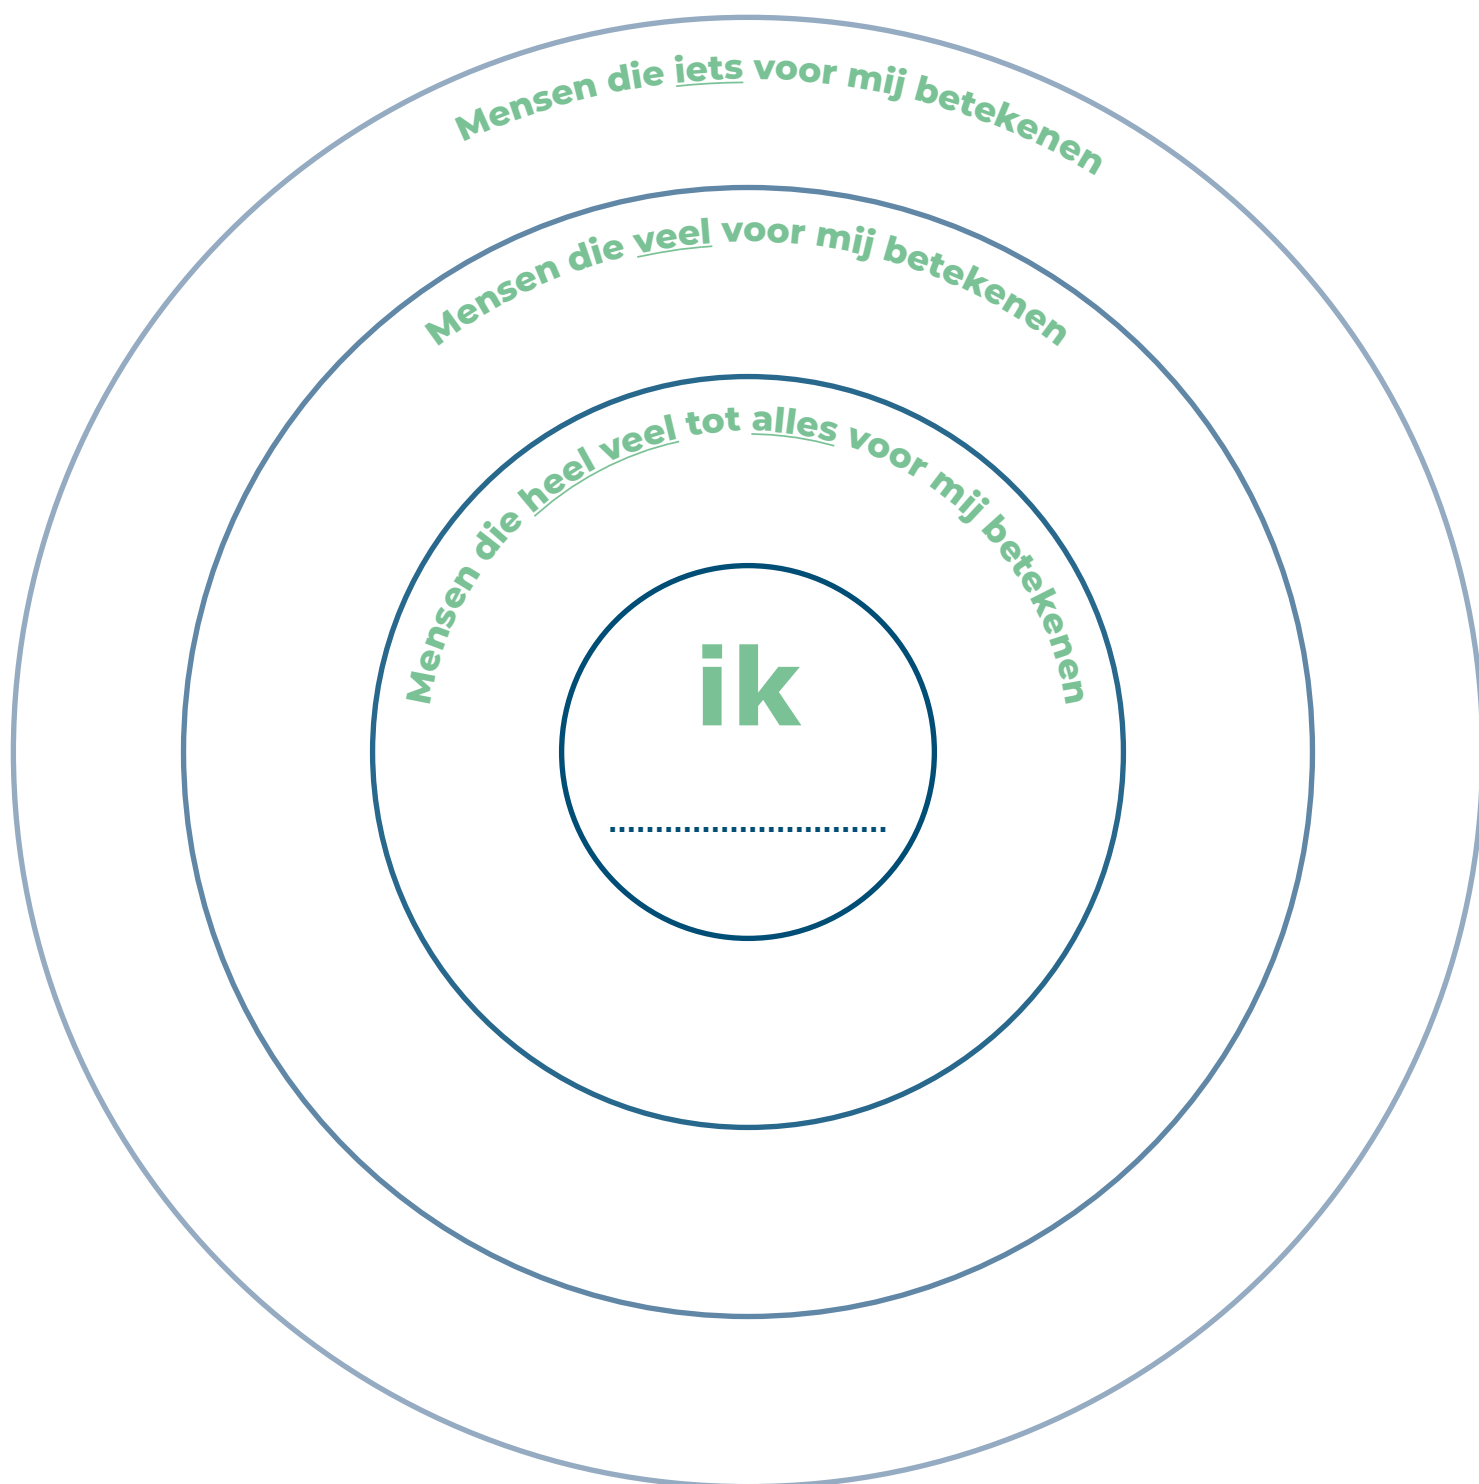 Mensen die iets voor mij betekenen
Mensen die veel voor mij betekenen
Mensen die heel veel tot alles voor mij betekenen
ik